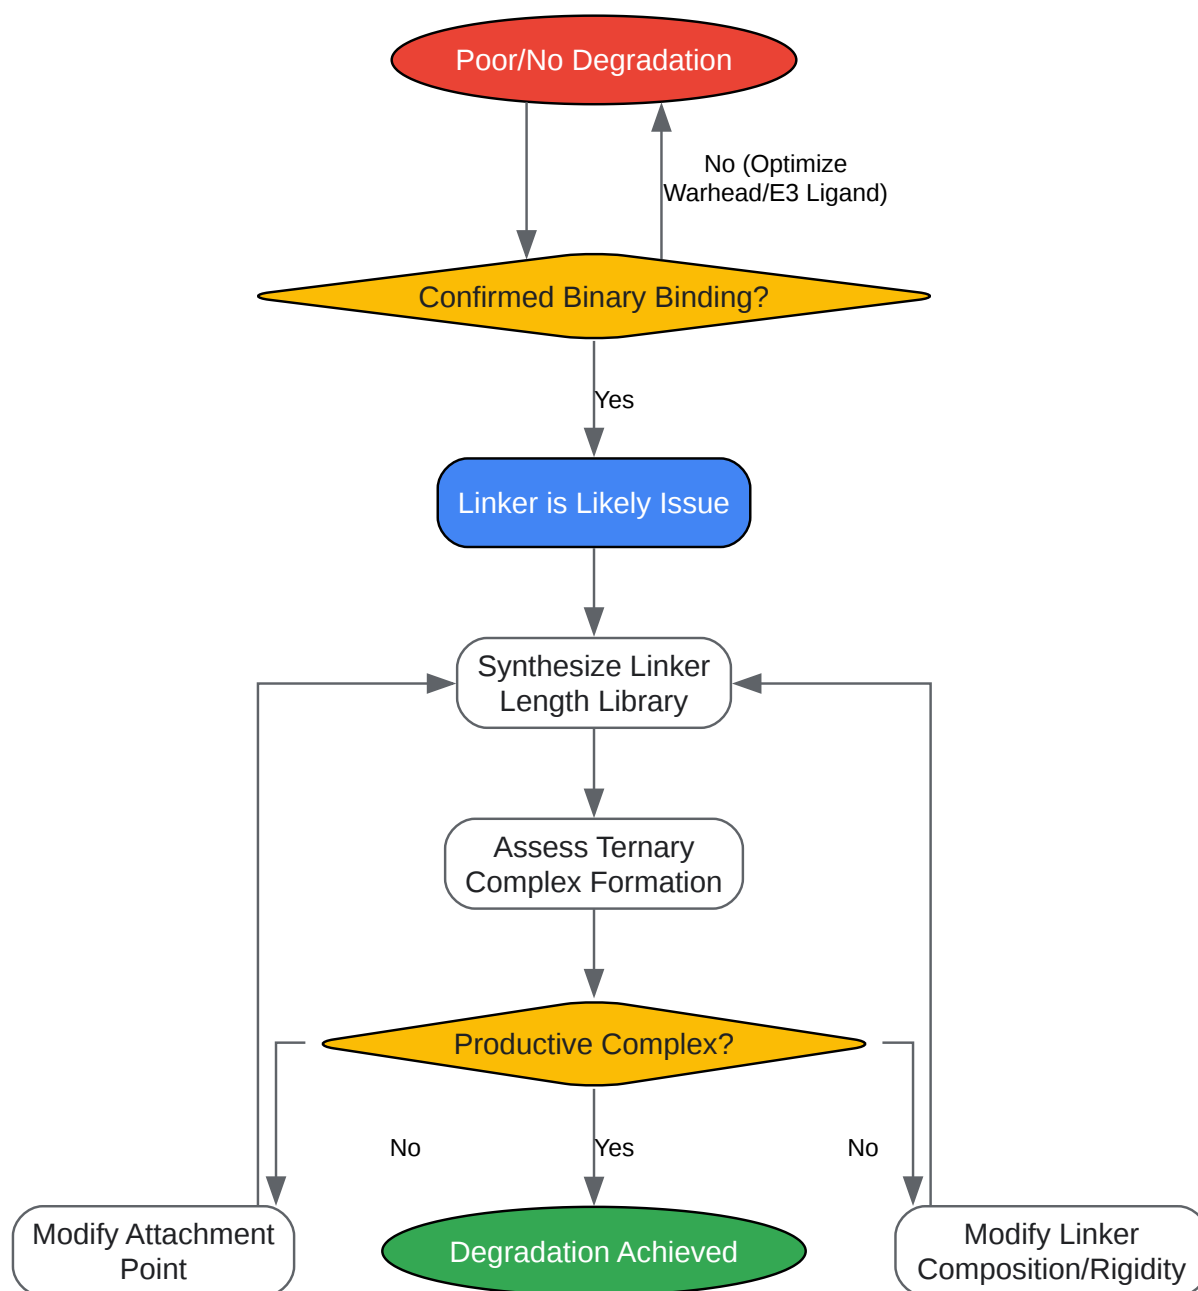 Poor/No Degradation
No (Optimize
Warhead/E3 Ligand)
Confirmed Binary Binding?
Yes
Linker is Likely Issue
Synthesize Linker
Length Library
Assess Ternary
Complex Formation
Productive Complex?
No
Yes
No
Modify Attachment
Point
Degradation Achieved
Modify Linker
Composition/Rigidity